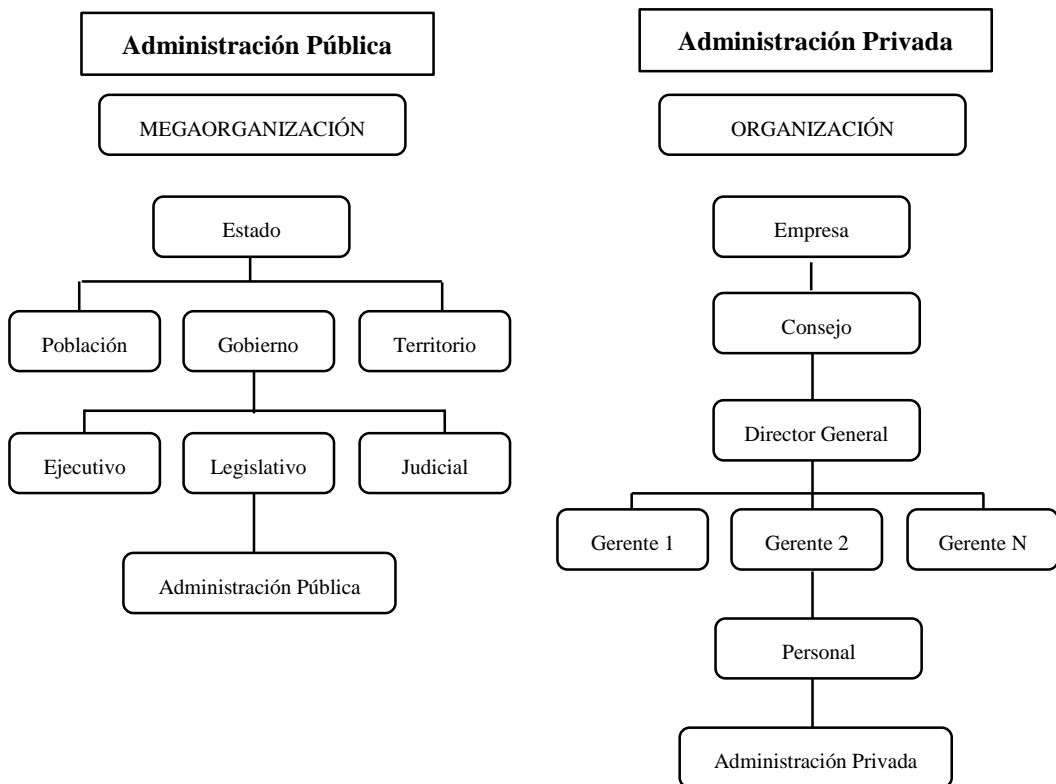 Administración Pública
MEGAORGANIZACIÓN
Estado
Población
Gobierno
Territorio
Ejecutivo
Legislativo
Judicial
Administración Pública
Administración Privada
ORGANIZACIÓN
Empresa
Consejo
Director General
Gerente 1
Gerente 2
Gerente N
Personal
Administración Privada